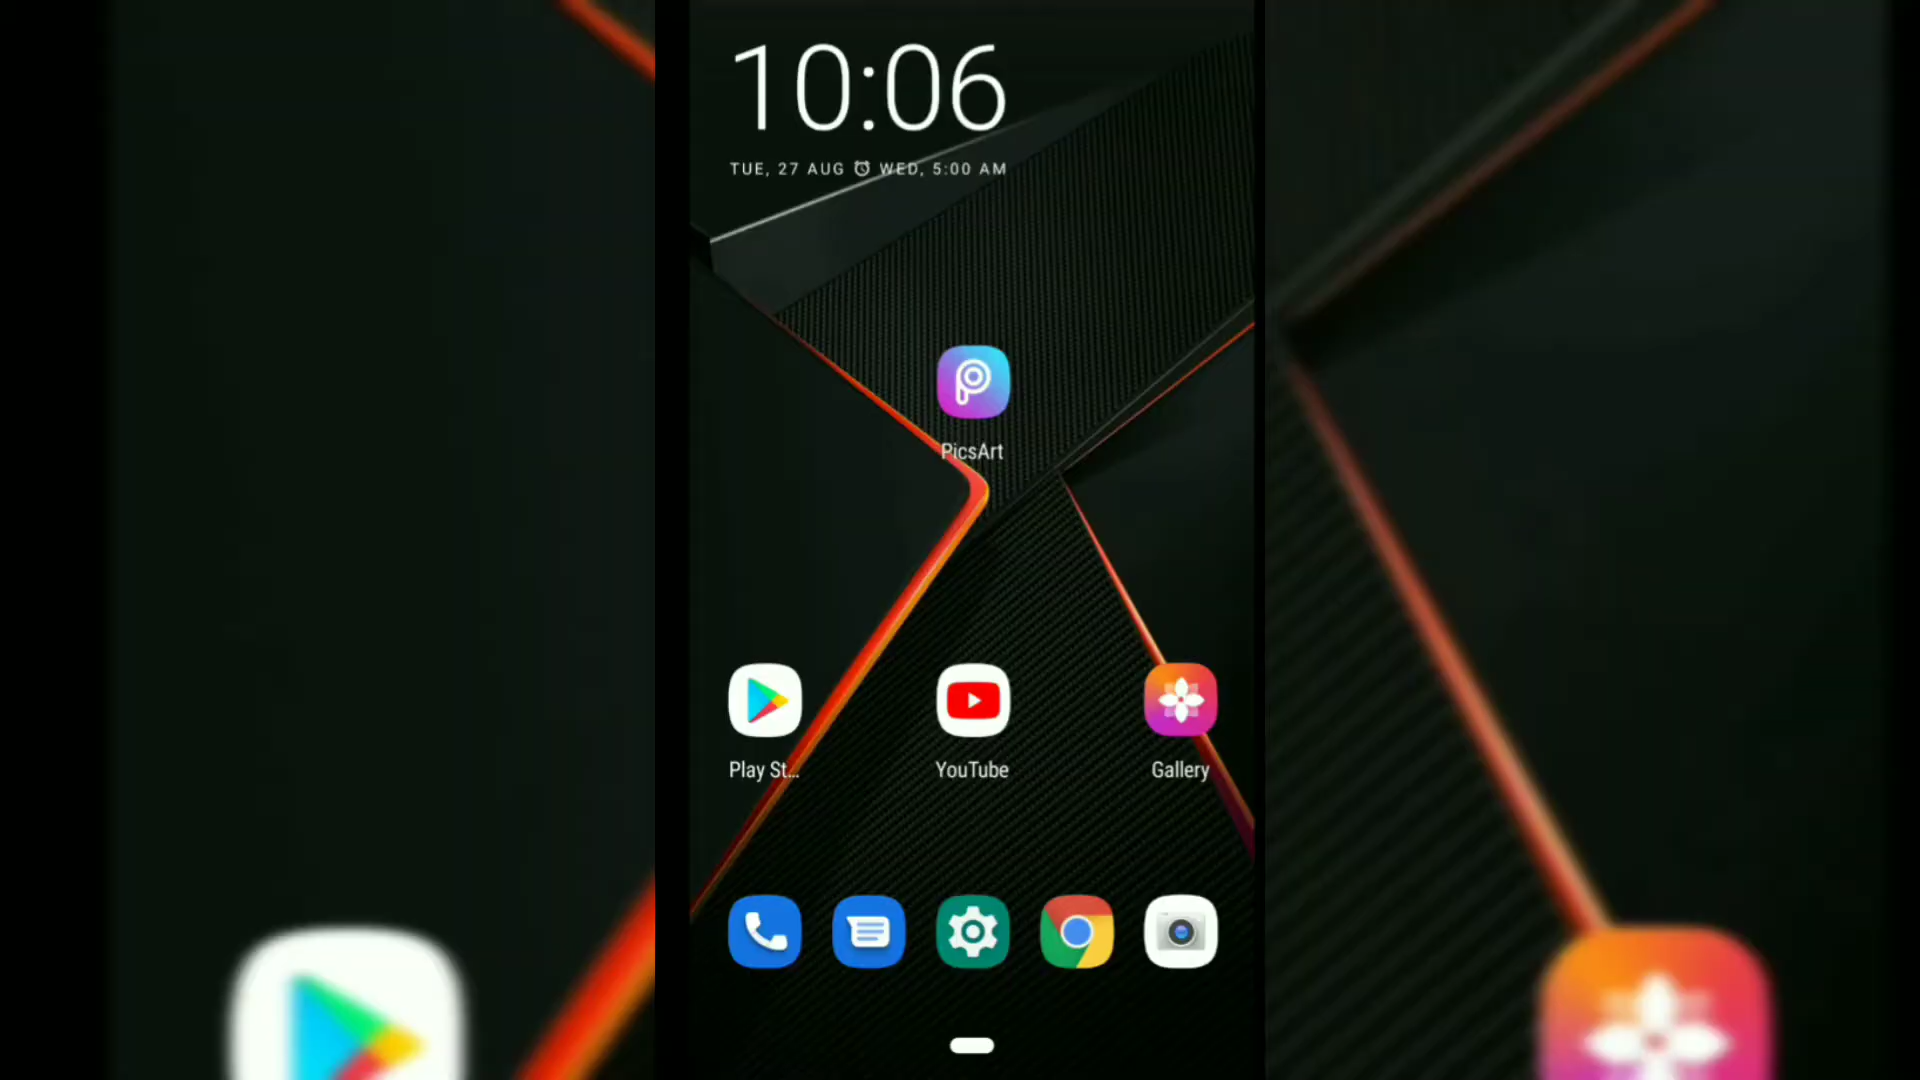 10:06
TUE, 27 AUG WED, 5:00 AM
PicsArt
Play St...
YouTube
Gallery